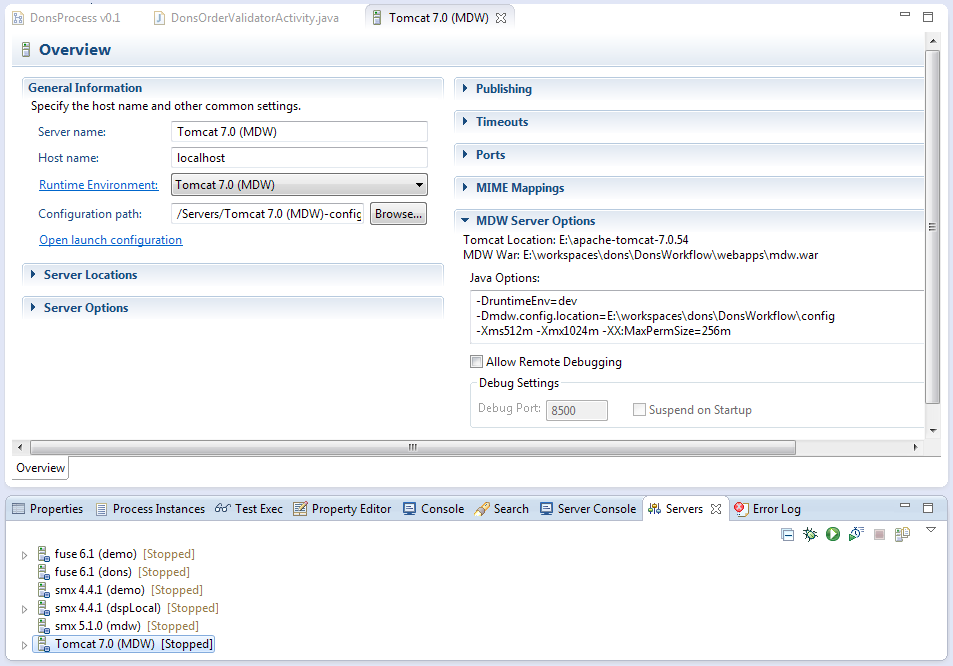 DonsProcess v0.1
DonsOrderValidatorActivity.java
Tomcat 7.0 (MDW)
Overview
General Information
Specify the host name and other common settings.
Server name: Tomcat 7.0 (MDW)
Host name: localhost
Runtime Environment: Tomcat 7.0 (MDW)
Configuration path: /Servers/Tomcat 7.0 (MDW)-config Browse...
Open launch configuration
Server Locations
Server Options
Publishing
Timeouts
Ports
MIME Mappings
MDW Server Options
Tomcat Location: E:\apache-tomcat-7.0.54
MDW War: E:\workspaces\dons\DonsWorkflow\webapps\mdw.war
Java Options:
-DruntimeEnv=dev
-Dmdw.config.location=E:\workspaces\dons\DonsWorkflow\config
-Xms512m -Xmx1024m -XX:MaxPermSize=256m
Allow Remote Debugging
Debug Settings
Debug Port: 8500 Suspend on Startup
Overview
Properties Process Instances Test Exec Property Editor Console Search Server Console Servers Error Log
fuse 6.1 (demo) [Stopped]
fuse 6.1 (dons) [Stopped]
smx 4.4.1 (demo) [Stopped]
smx 4.4.1 (dspLocal) [Stopped]
smx 5.1.0 (mdw) [Stopped]
Tomcat 7.0 (MDW) [Stopped]